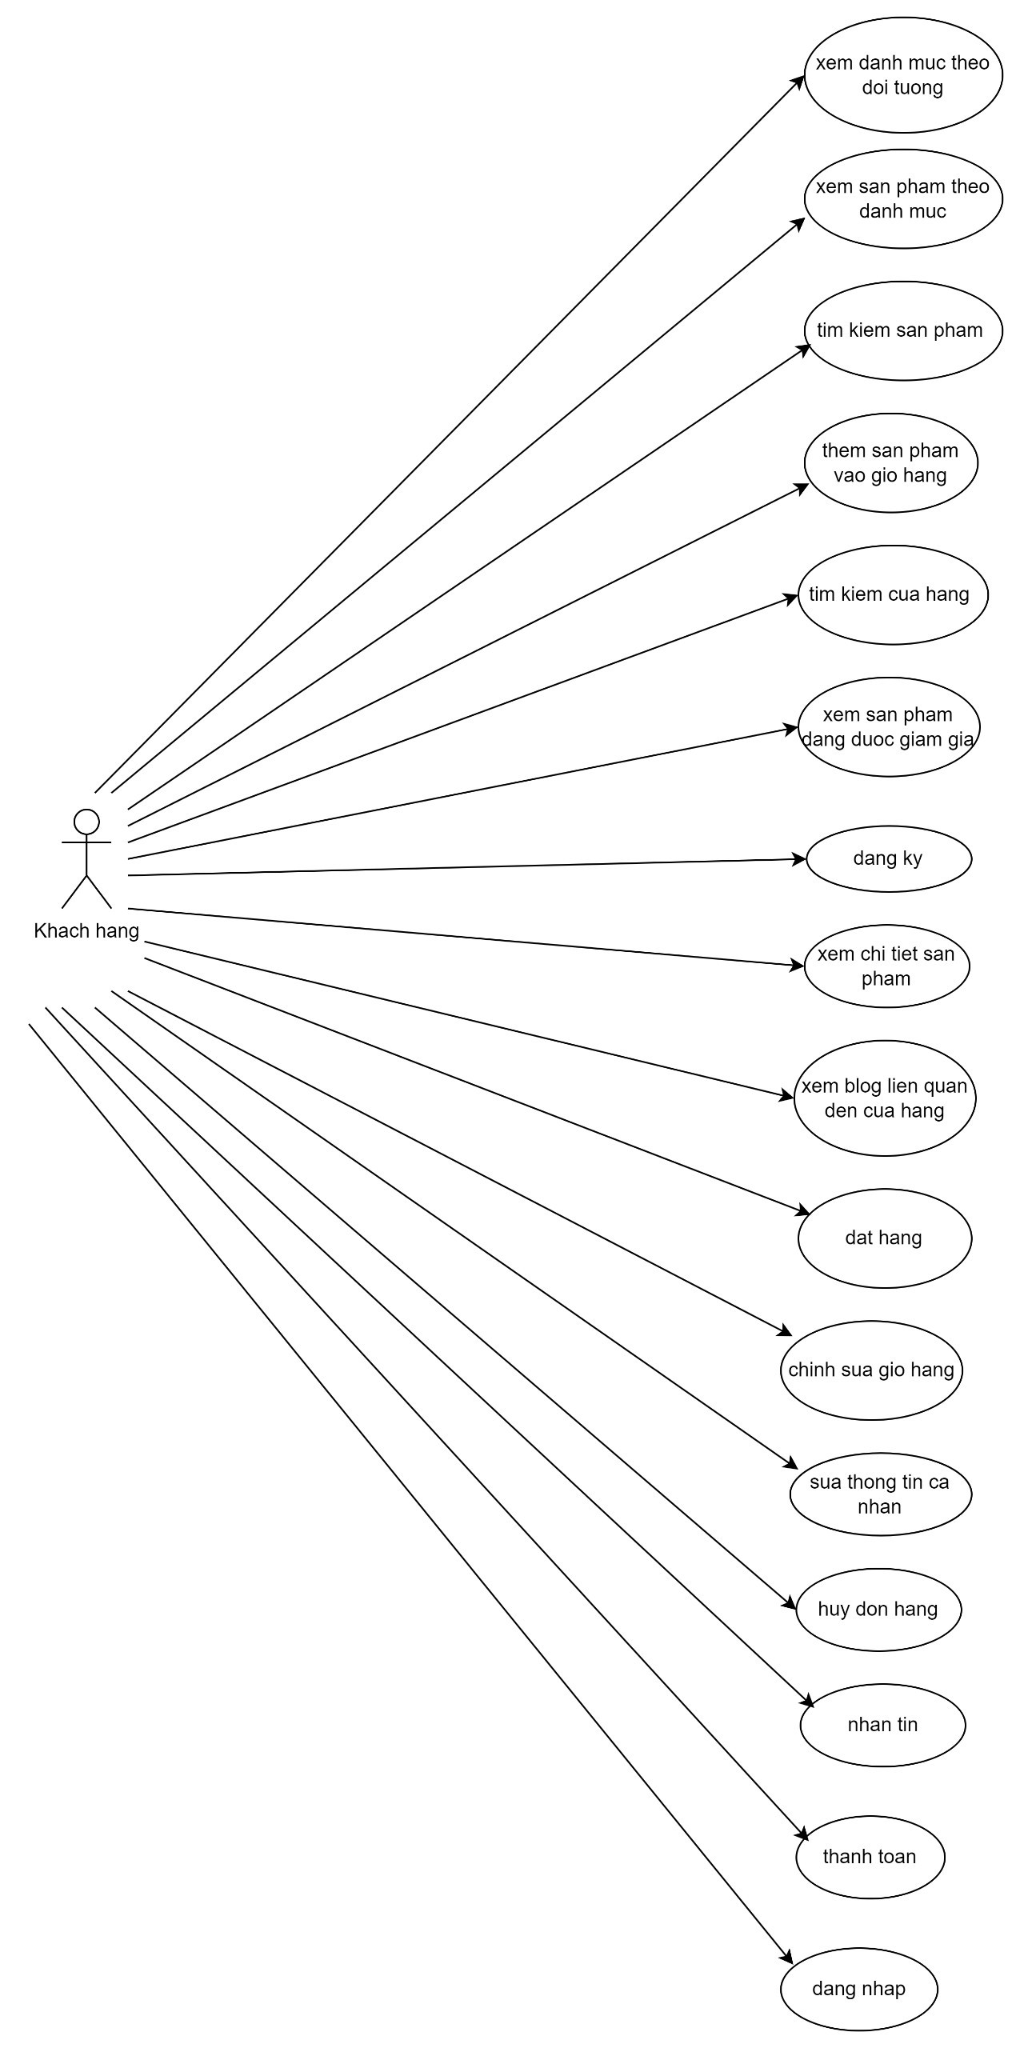 xem danh muc theo
doi tuong
xem san pham theo
danh muc
tim kiem san pham
them san pham
vao gio hang
tim kiem cua hang
xem san pham
dang duoc giam gia
dang ky
Khach hang
xem chi tiet san
pham
xem blog lien quan
den cua hang
dat hang
chinh sua gio hang
sua thong tin ca
nhan
huy don hang
nhan tin
thanh toan
dang nhap